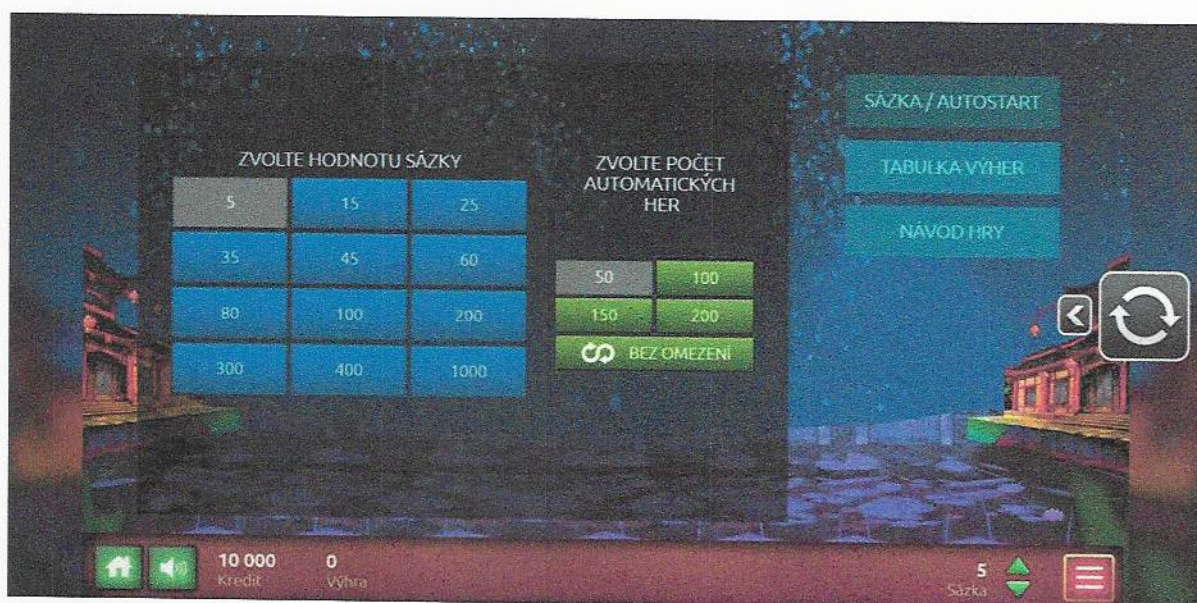 SÁZKA / AUTOSTART
TABULKA VÝHER
NÁVOD HRY
ZVOLTE HODNOTU SÁZKY
5 15 25
35 45 60
80 100 200
300 400 1000
ZVOLTE POČET
AUTOMATICKÝCH
HER
50 100
150 200
BEZ OMEZENÍ
10 000
Kredit
0
Výhra
5
Sázka